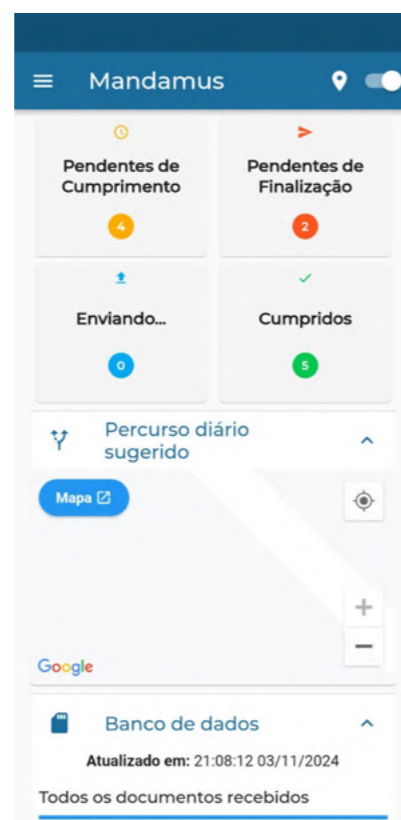 Mandamus
Pendentes de
Cumprimento
4
Pendentes de
Finalização
2
Enviando...
0
Cumpridos
5
Percurso diário
sugerido
Mapa
Google
Banco de dados
Atualizado em: 21:08:12 03/11/2024
Todos os documentos recebidos